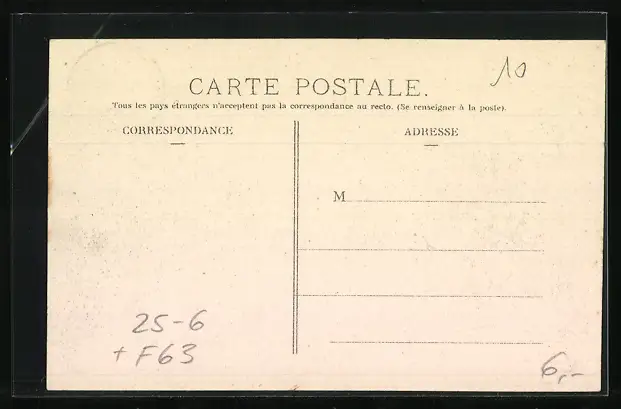 10
CARTE POSTALE.
Tous les pays étrangers n'acceptent pas la correspondance au recto. (Se renseigner à la poste).
CORRESPONDANCE
ADRESSE
M
25-6
+ F63
6,-